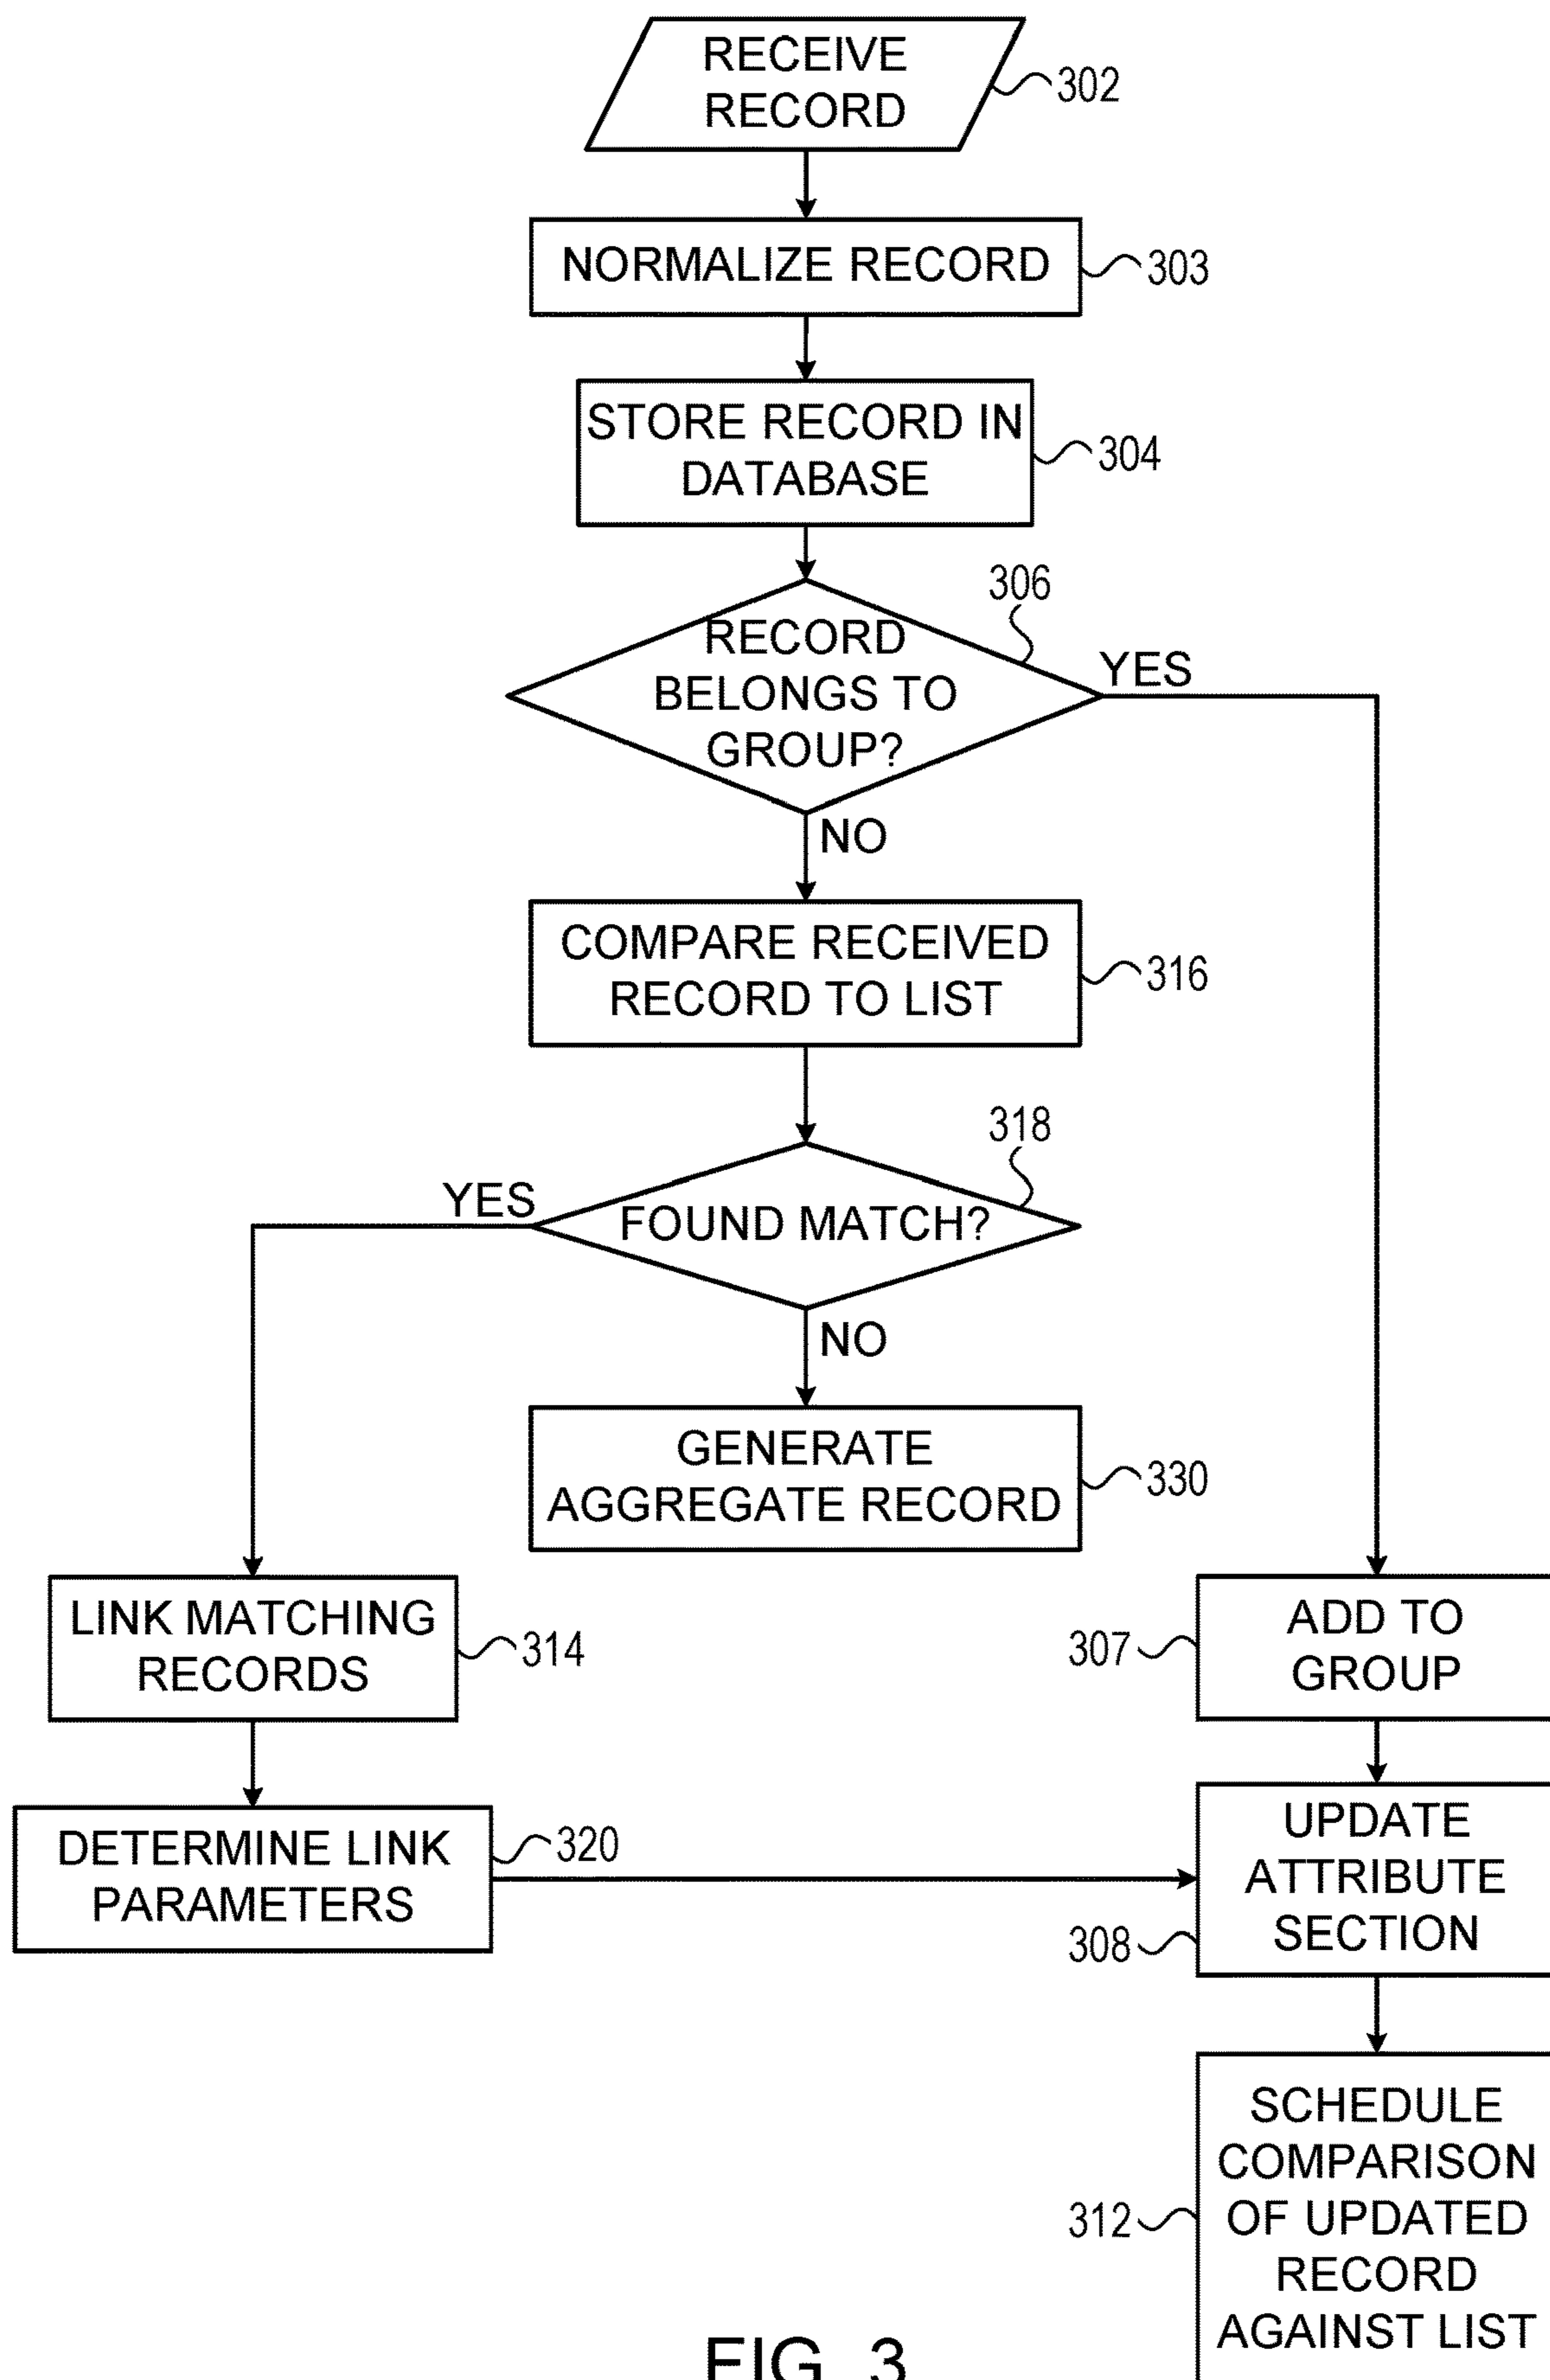 RECEIVE
RECORD
302
NORMALIZE RECORD
303
STORE RECORD IN
DATABASE
304
306
RECORD
BELONGS TO
GROUP?
YES
NO
COMPARE RECEIVED
RECORD TO LIST
316
318
YES
FOUND MATCH?
NO
GENERATE
AGGREGATE RECORD
330
LINK MATCHING
RECORDS
314
307
ADD TO
GROUP
DETERMINE LINK
PARAMETERS
320
UPDATE
ATTRIBUTE
SECTION
308
SCHEDULE
COMPARISON
OF UPDATED
RECORD
AGAINST LIST
312
FIG. 3